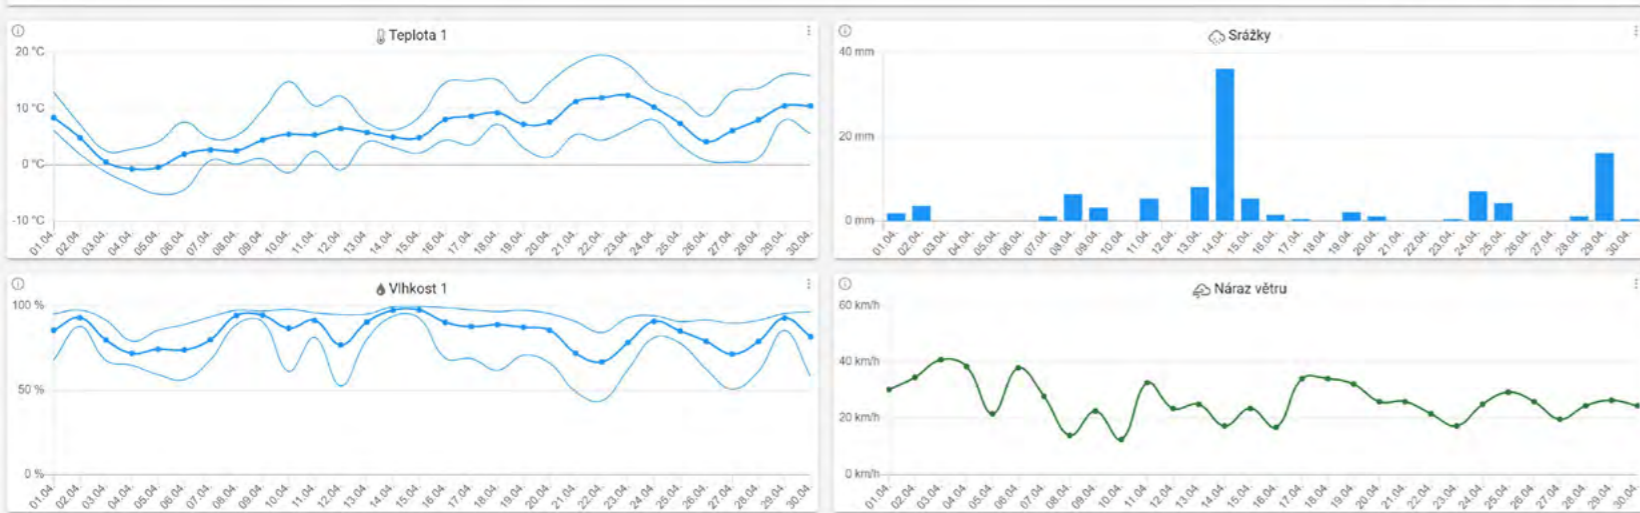 Teplota 1
20 °C
10 °C
0 °C
-10 °C
01.04. 02.04. 03.04. 04.04. 05.04. 06.04. 07.04. 08.04. 09.04. 10.04. 11.04. 12.04. 13.04. 14.04. 15.04. 16.04. 17.04. 18.04. 19.04. 20.04. 21.04. 22.04. 23.04. 24.04. 25.04. 26.04. 27.04. 28.04. 29.04. 30.04.
Srážky
40 mm
20 mm
0 mm
01.04. 02.04. 03.04. 04.04. 05.04. 06.04. 07.04. 08.04. 09.04. 10.04. 11.04. 12.04. 13.04. 14.04. 15.04. 16.04. 17.04. 18.04. 19.04. 20.04. 21.04. 22.04. 23.04. 24.04. 25.04. 26.04. 27.04. 28.04. 29.04. 30.04.
Vlhkost 1
100 %
50 %
0 %
01.04. 02.04. 03.04. 04.04. 05.04. 06.04. 07.04. 08.04. 09.04. 10.04. 11.04. 12.04. 13.04. 14.04. 15.04. 16.04. 17.04. 18.04. 19.04. 20.04. 21.04. 22.04. 23.04. 24.04. 25.04. 26.04. 27.04. 28.04. 29.04. 30.04.
Náraz větru
60 km/h
40 km/h
20 km/h
0 km/h
01.04. 02.04. 03.04. 04.04. 05.04. 06.04. 07.04. 08.04. 09.04. 10.04. 11.04. 12.04. 13.04. 14.04. 15.04. 16.04. 17.04. 18.04. 19.04. 20.04. 21.04. 22.04. 23.04. 24.04. 25.04. 26.04. 27.04. 28.04. 29.04. 30.04.